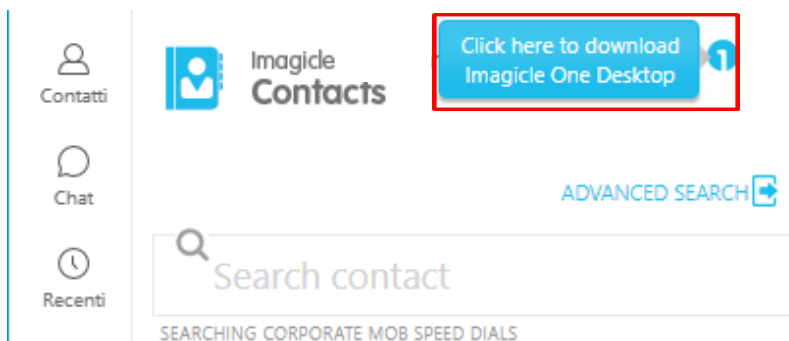 Contatti
Chat
Recenti
Imagicle
Contacts
Click here to download
Imagicle One Desktop
1
ADVANCED SEARCH
Search contact
SEARCHING CORPORATE MOB SPEED DIALS